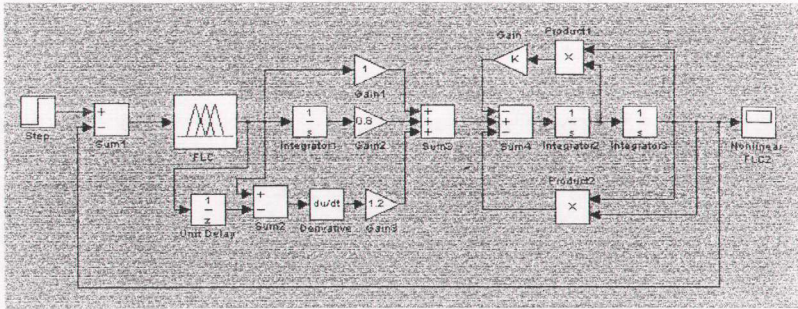 Gain
Product1
K
×
1
Gain1
Step
+
−
Sum1
FLC
1
s
Integrator1
0.8
Gain2
+
+
+
Sum3
−
+
−
Sum4
1
s
Integrator2
1
s
Integrator3
Nonlinear
FLC2
1
z
Unit Delay
+
−
Sum2
du/dt
Derivative
1.2
Gain3
Product2
×